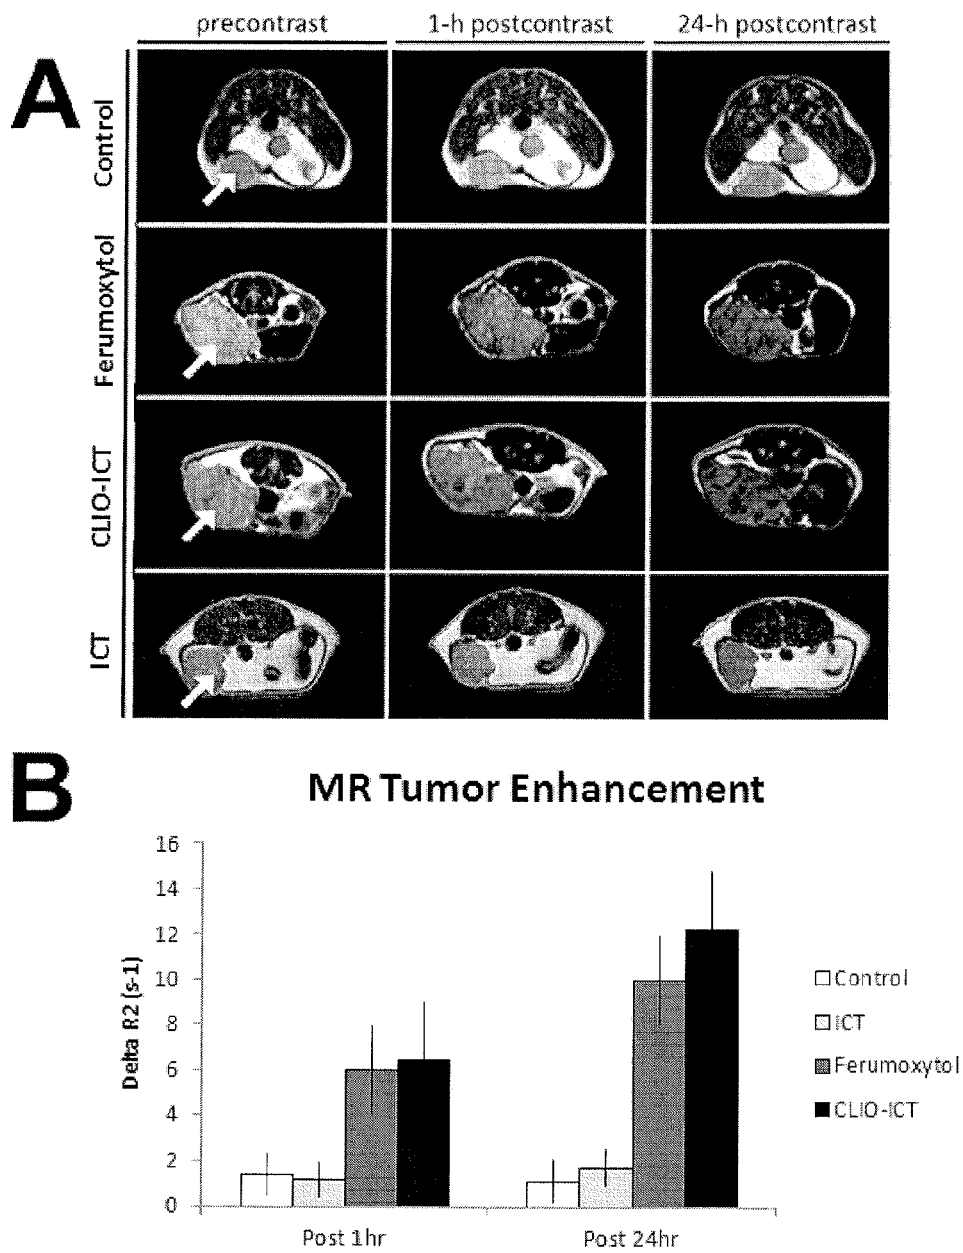 precontrast 1-h postcontrast 24-h postcontrast
A
Control
Ferumoxytol
CLIO-ICT
ICT
B
MR Tumor Enhancement
Delta R2 (s-1)
16
14
12
10
8
6
4
2
0
Post 1hr Post 24hr
Control
ICT
Ferumoxytol
CLIO-ICT